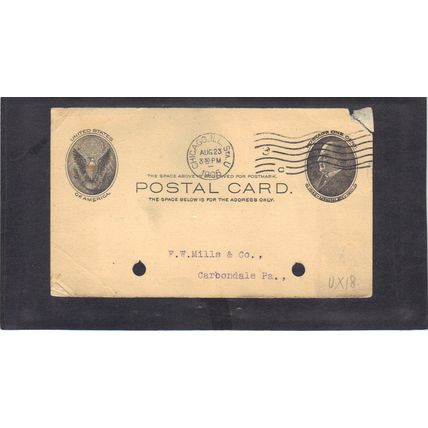 UNITED STATES
OF AMERICA
CHICAGO, ILL. STA. U
AUG 23
3 30 PM
THE SPACE ABOVE IS RESERVED FOR POSTMARK.
POSTAL CARD.
THE SPACE BELOW IS FOR THE ADDRESS ONLY.
F.W.Mills & Co.,
Carbondale Pa.,
UX18